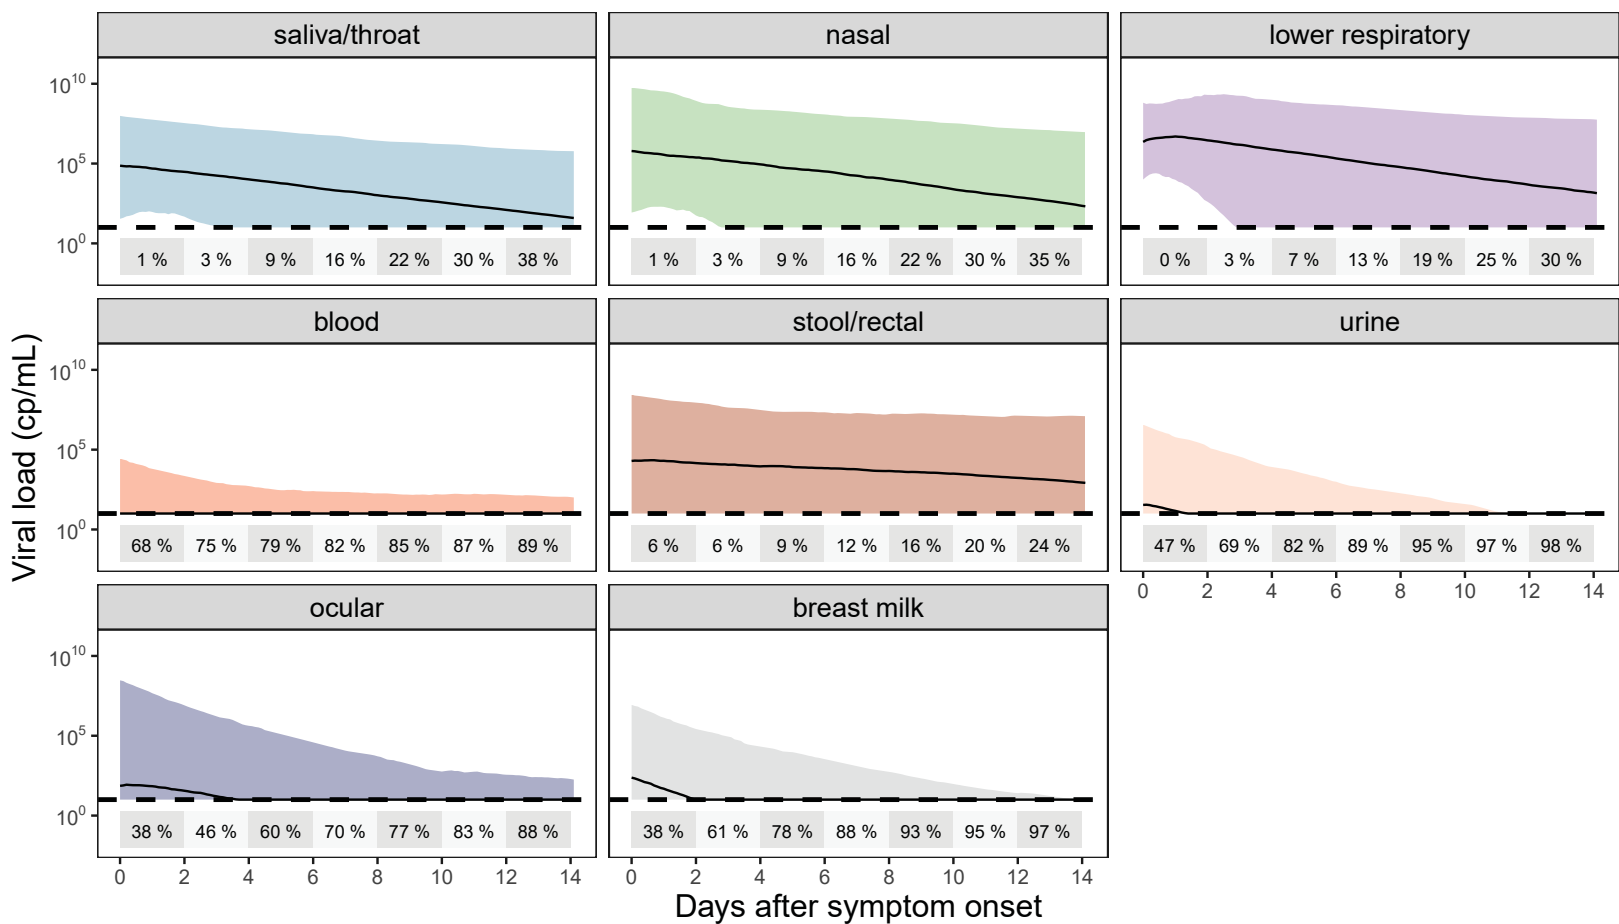 saliva/throat
nasal
lower respiratory
10^10
10^5
10^0
1 % 3 % 9 % 16 % 22 % 30 % 38 %
1 % 3 % 9 % 16 % 22 % 30 % 35 %
0 % 3 % 7 % 13 % 19 % 25 % 30 %
Viral load (cp/mL)
blood
stool/rectal
urine
10^10
10^5
10^0
68 % 75 % 79 % 82 % 85 % 87 % 89 %
6 % 6 % 9 % 12 % 16 % 20 % 24 %
47 % 69 % 82 % 89 % 95 % 97 % 98 %
0 2 4 6 8 10 12 14
ocular
breast milk
10^10
10^5
10^0
38 % 46 % 60 % 70 % 77 % 83 % 88 %
38 % 61 % 78 % 88 % 93 % 95 % 97 %
0 2 4 6 8 10 12 14
0 2 4 6 8 10 12 14
Days after symptom onset